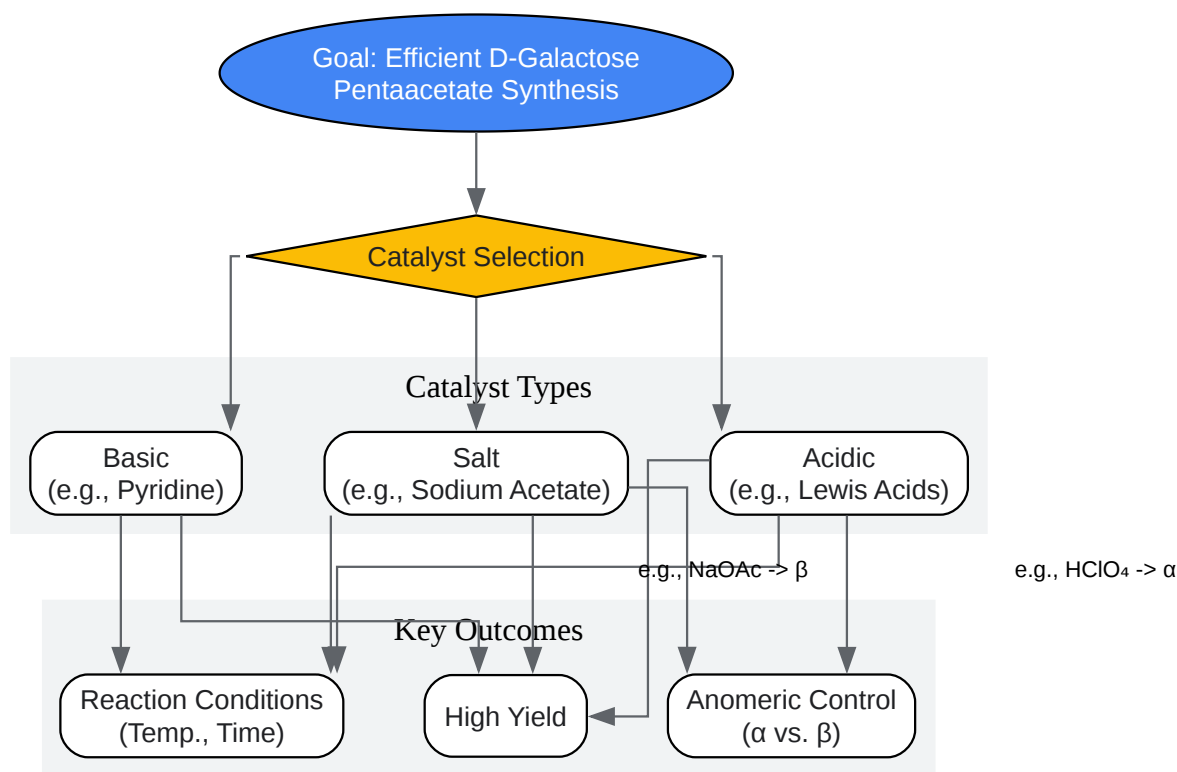 Goal: Efficient D-Galactose
Pentaacetate Synthesis
Catalyst Selection
Catalyst Types
Basic
(e.g., Pyridine)
Salt
(e.g., Sodium Acetate)
Acidic
(e.g., Lewis Acids)
e.g., NaOAc -> β
e.g., HClO₄ -> α
Key Outcomes
Reaction Conditions
(Temp., Time)
High Yield
Anomeric Control
(α vs. β)